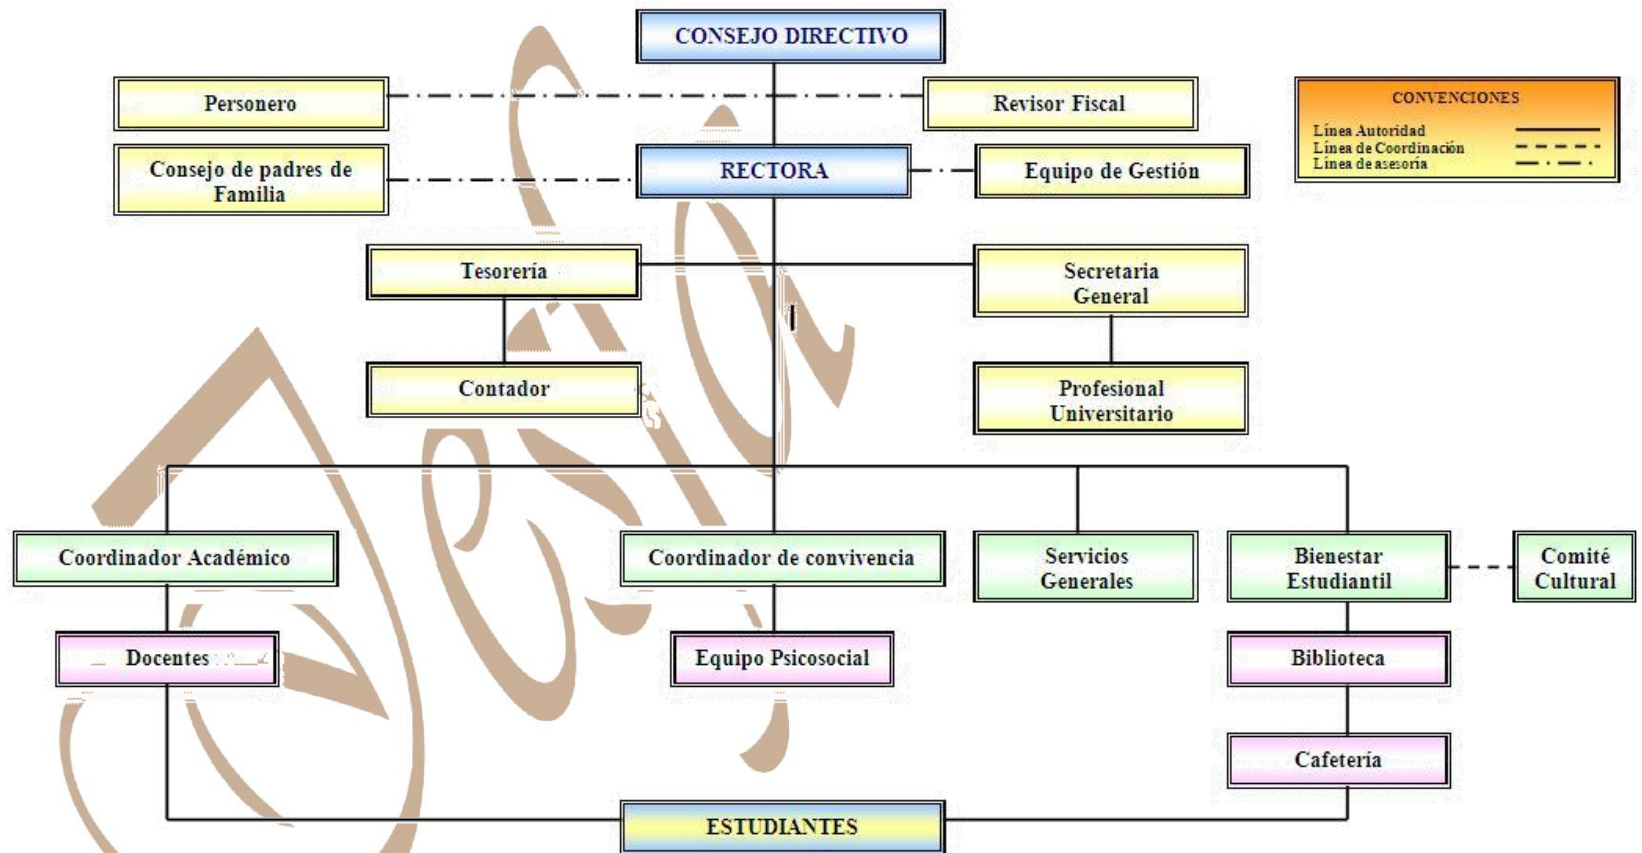 CONSEJO DIRECTIVO
Personero
Revisor Fiscal
CONVENCIONES
Línea Autoridad
Línea de Coordinación
Línea de asesoría
Consejo de padres de
Familia
RECTORA
Equipo de Gestión
Tesorería
Secretaria
General
Contador
Profesional
Universitario
Coordinador Académico
Coordinador de convivencia
Servicios
Generales
Bienestar
Estudiantil
Comité
Cultural
Docentes
Equipo Psicosocial
Biblioteca
Cafetería
ESTUDIANTES